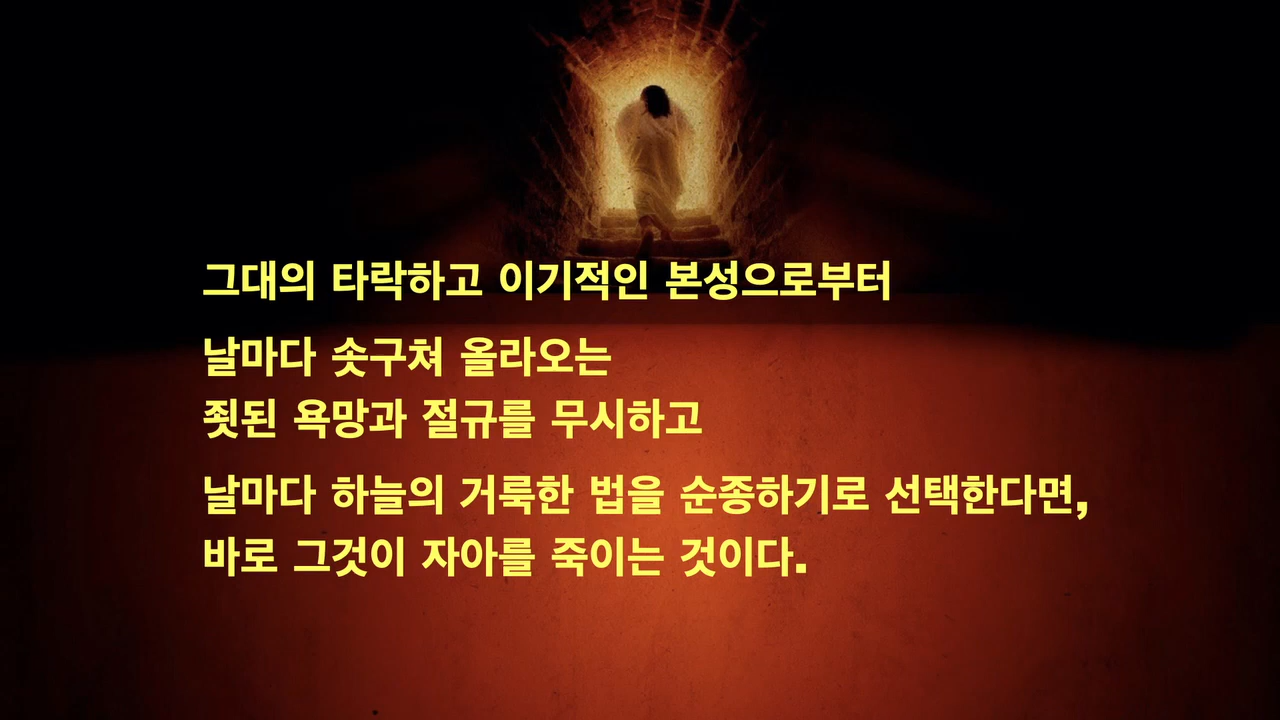 그대의 타락하고 이기적인 본성으로부터
날마다 솟구쳐 올라오는
죗된 욕망과 절규를 무시하고
날마다 하늘의 거룩한 법을 순종하기로 선택한다면,
바로 그것이 자아를 죽이는 것이다.